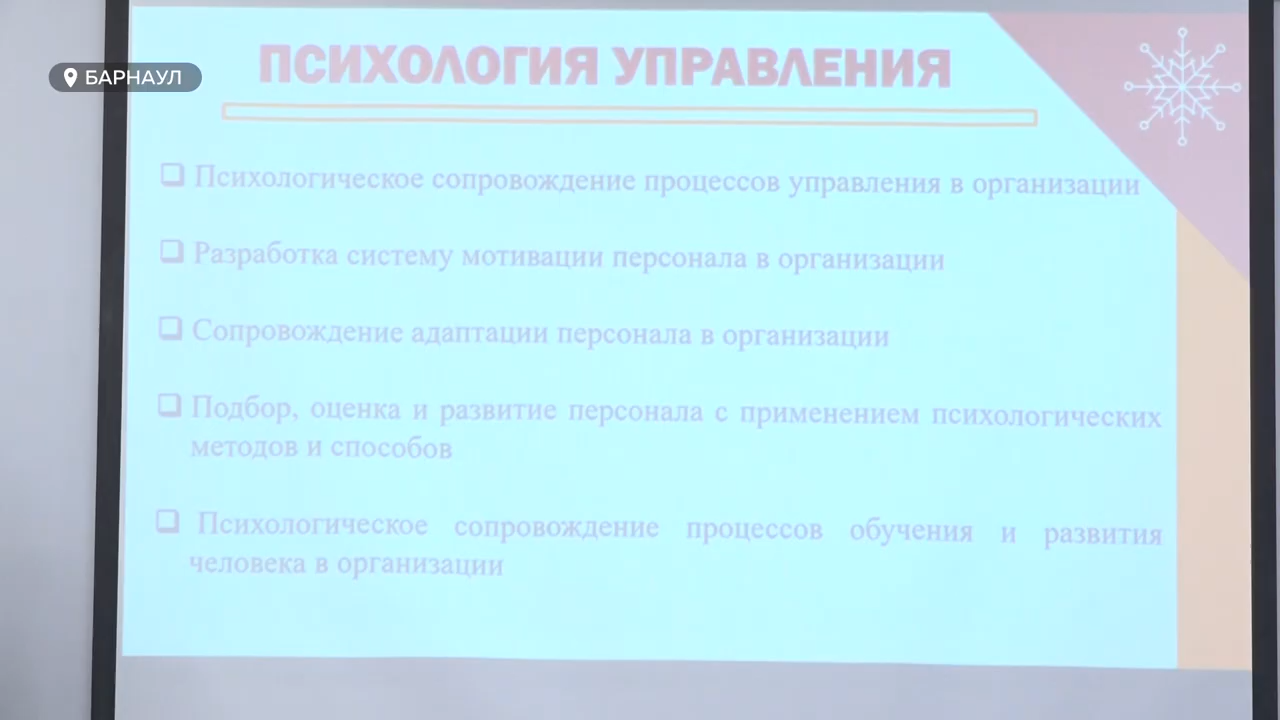 БАРНАУЛ
ПСИХОЛОГИЯ УПРАВЛЕНИЯ
Психологическое сопровождение процессов управления в организации
Разработка систему мотивации персонала в организации
Сопровождение адаптации персонала в организации
Подбор, оценка и развитие персонала с применением психологических
методов и способов
Психологическое сопровождение процессов обучения и развития
человека в организации